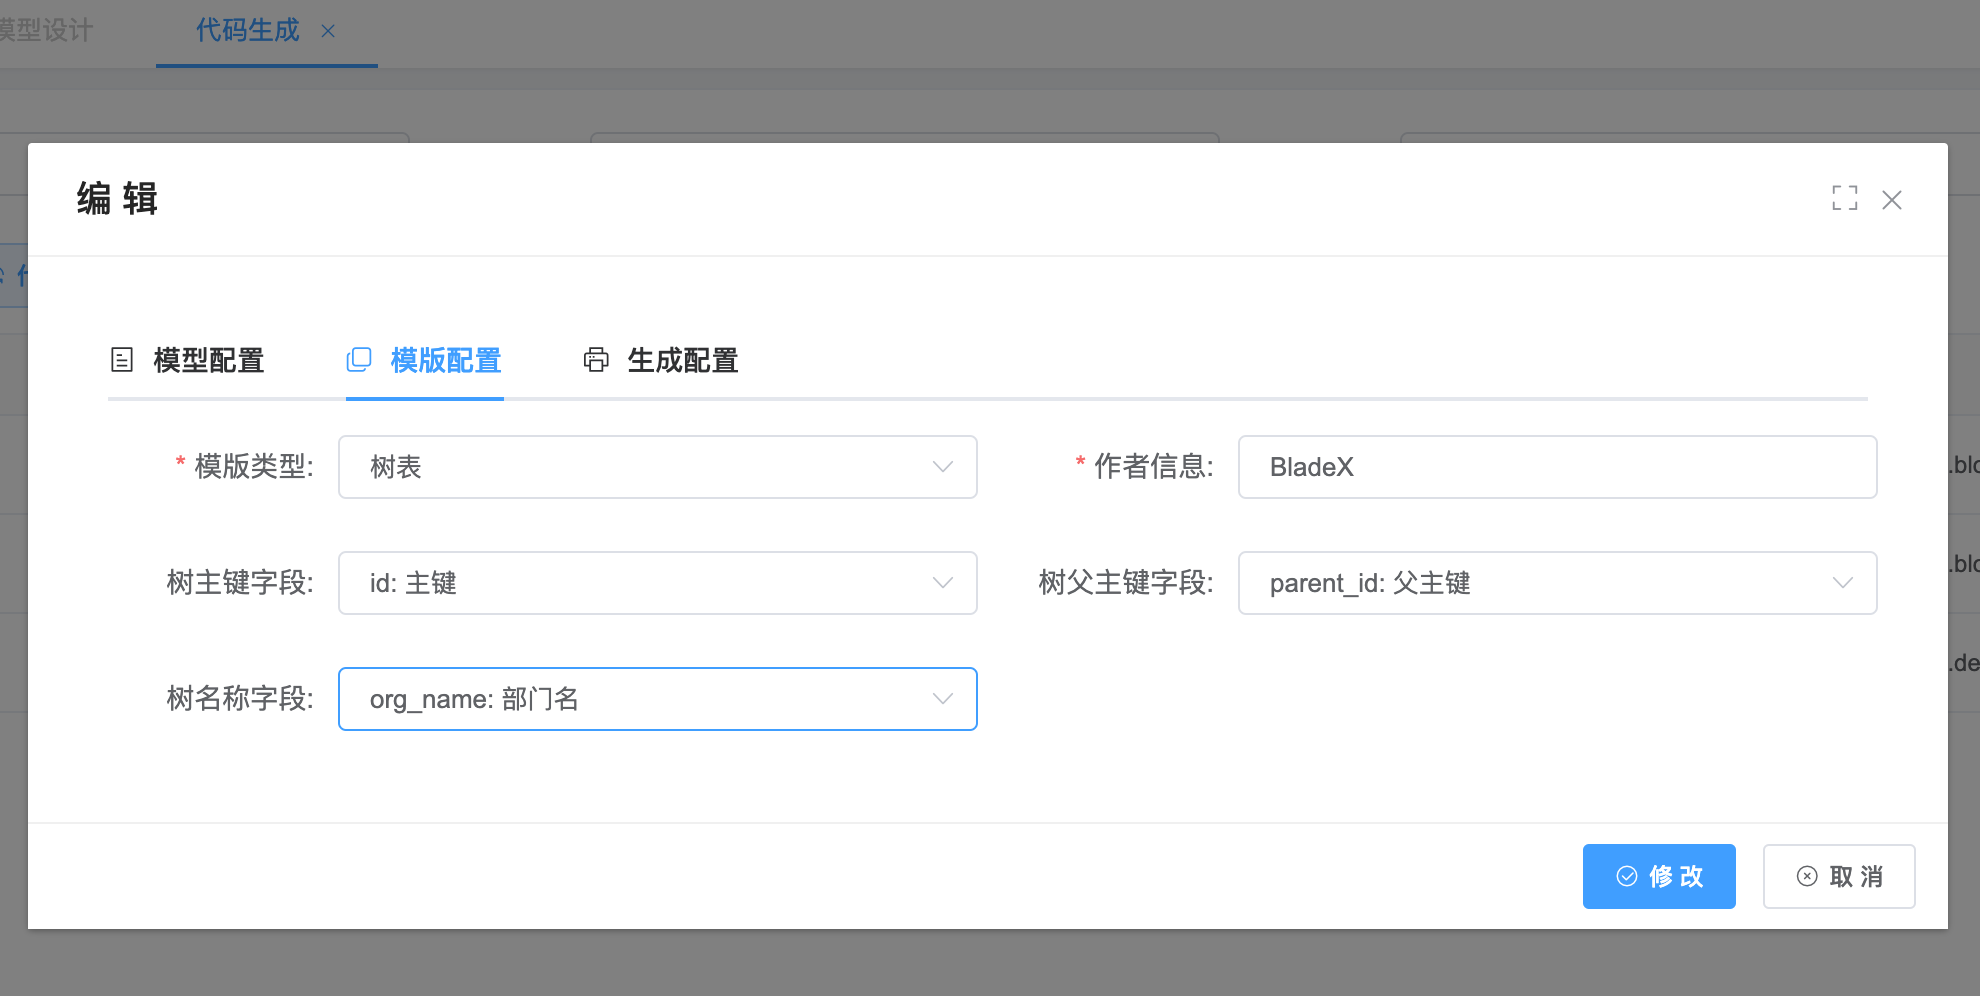 模型设计 代码生成
编 辑
模型配置 模版配置 生成配置
* 模版类型: 树表 * 作者信息: BladeX
树主键字段: id: 主键 树父主键字段: parent_id: 父主键
树名称字段: org_name: 部门名
修 改 取 消